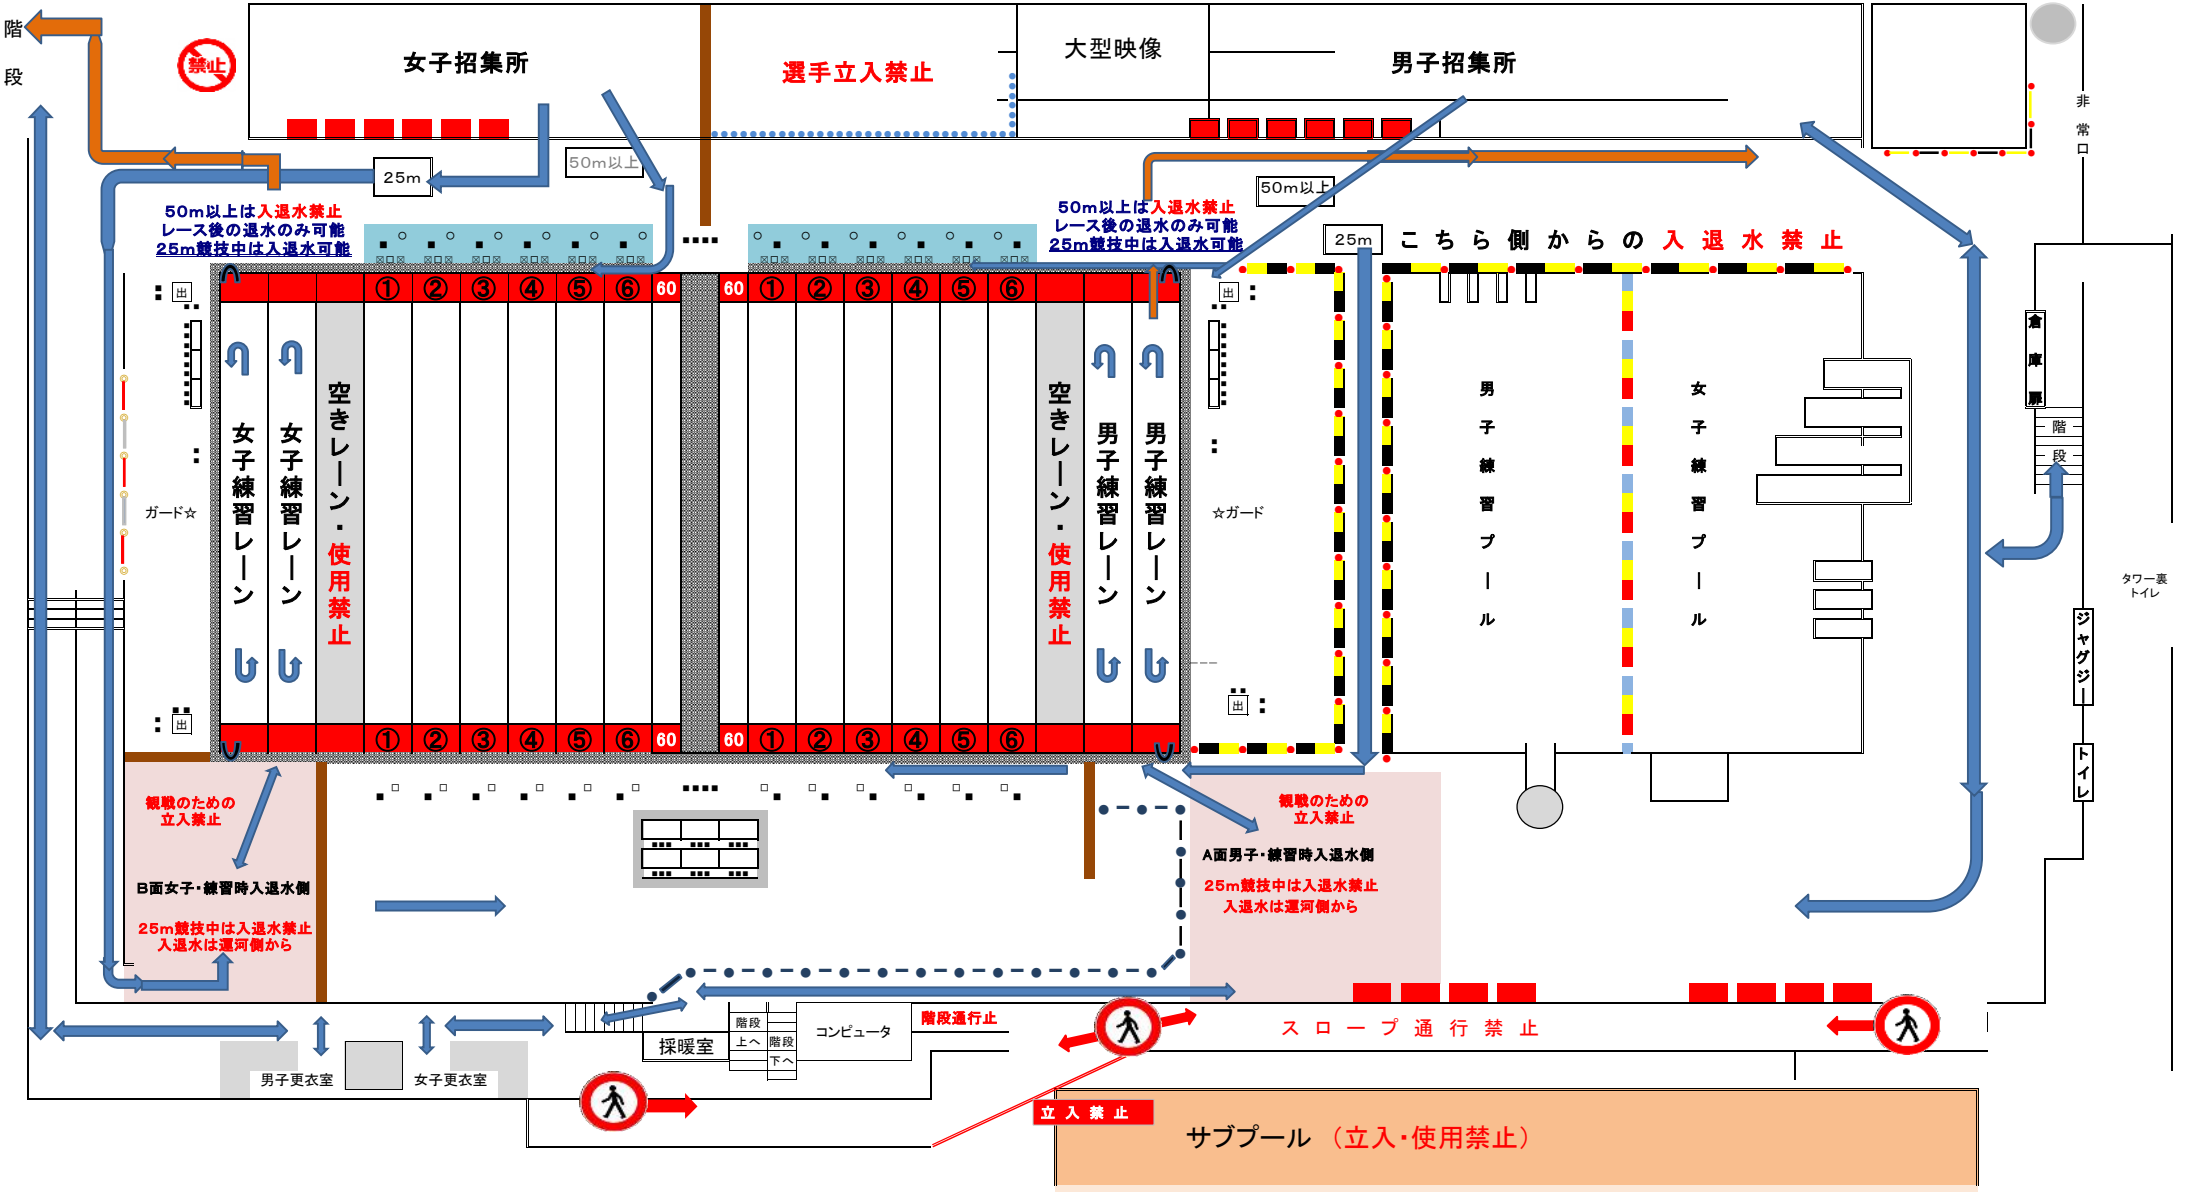 階
段
禁止
女子招集所
選手立入禁止
大型映像
男子招集所
非常口
25m
50m以上
50m以上は入退水禁止
レース後の退水のみ可能
25m競技中は入退水可能
50m以上
50m以上は入退水禁止
レース後の退水のみ可能
25m競技中は入退水可能
25m
こちら側からの入退水禁止
① ② ③ ④ ⑤ ⑥ 60
60 ① ② ③ ④ ⑤ ⑥
出
出
女子練習レーン
女子練習レーン
空きレーン・使用禁止
空きレーン・使用禁止
男子練習レーン
男子練習レーン
ガード☆
☆ガード
男子練習プール
女子練習プール
倉庫扉
階
段
タワー裏
トイレ
ジャグジー
トイレ
出
出
① ② ③ ④ ⑤ ⑥ 60
60 ① ② ③ ④ ⑤ ⑥
観戦のための
立入禁止
B面女子・練習時入退水側
25m競技中は入退水禁止
入退水は運河側から
観戦のための
立入禁止
A面男子・練習時入退水側
25m競技中は入退水禁止
入退水は運河側から
男子更衣室
女子更衣室
採暖室
階段
上へ
階段
下へ
コンピュータ
階段通行止
スロープ通行禁止
立入禁止
サブプール（立入・使用禁止）